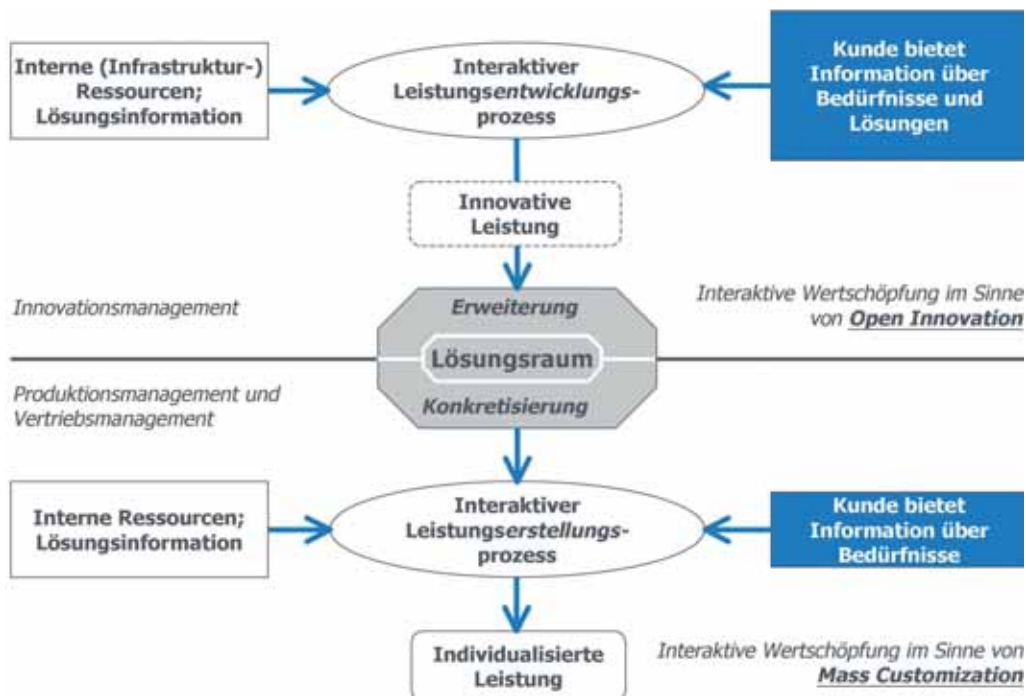 Interne (Infrastruktur-)
Ressourcen;
Lösungsinformation
Interaktiver
Leistungsentwicklungs-
prozess
Kunde bietet
Information über
Bedürfnisse und
Lösungen
Innovative
Leistung
Innovationsmanagement
Erweiterung
Interaktive Wertschöpfung im Sinne
von Open Innovation
Lösungsraum
Produktionsmanagement und
Vertriebsmanagement
Konkretisierung
Interne Ressourcen;
Lösungsinformation
Interaktiver
Leistungserstellungs-
prozess
Kunde bietet
Information über
Bedürfnisse
Individualisierte
Leistung
Interaktive Wertschöpfung im Sinne von
Mass Customization